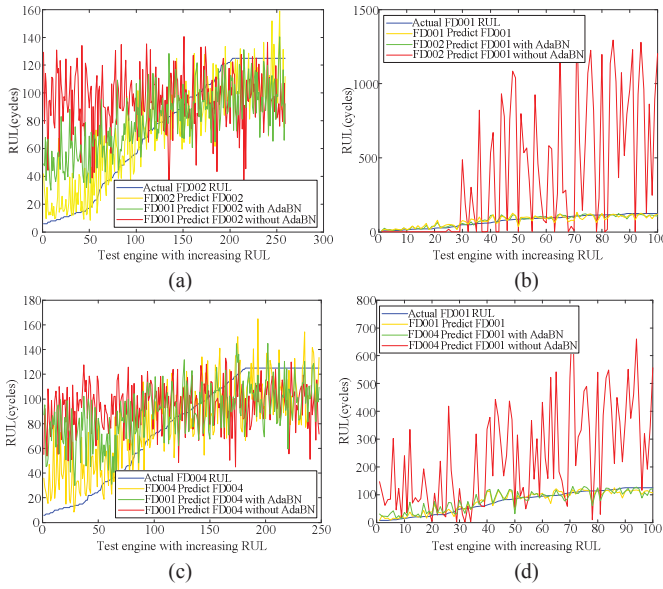 160
140
120
100
80
60
40
20
0
RUL(cycles)
Actual FD002 RUL
FD002 Predict FD002
FD001 Predict FD002 with AdaBN
FD001 Predict FD002 without AdaBN
0 50 100 150 200 250 300
Test engine with increasing RUL
(a)
1500
1000
500
0
RUL(cycles)
Actual FD001 RUL
FD001 Predict FD001
FD002 Predict FD001 with AdaBN
FD002 Predict FD001 without AdaBN
0 10 20 30 40 50 60 70 80 90 100
Test engine with increasing RUL
(b)
180
160
140
120
100
80
60
40
20
0
RUL(cycles)
Actual FD004 RUL
FD004 Predict FD004
FD001 Predict FD004 with AdaBN
FD001 Predict FD004 without AdaBN
0 50 100 150 200 250
Test engine with increasing RUL
(c)
800
700
600
500
400
300
200
100
0
RUL(cycles)
Actual FD001 RUL
FD001 Predict FD001
FD004 Predict FD001 with AdaBN
FD004 Predict FD001 without AdaBN
0 10 20 30 40 50 60 70 80 90 100
Test engine with increasing RUL
(d)